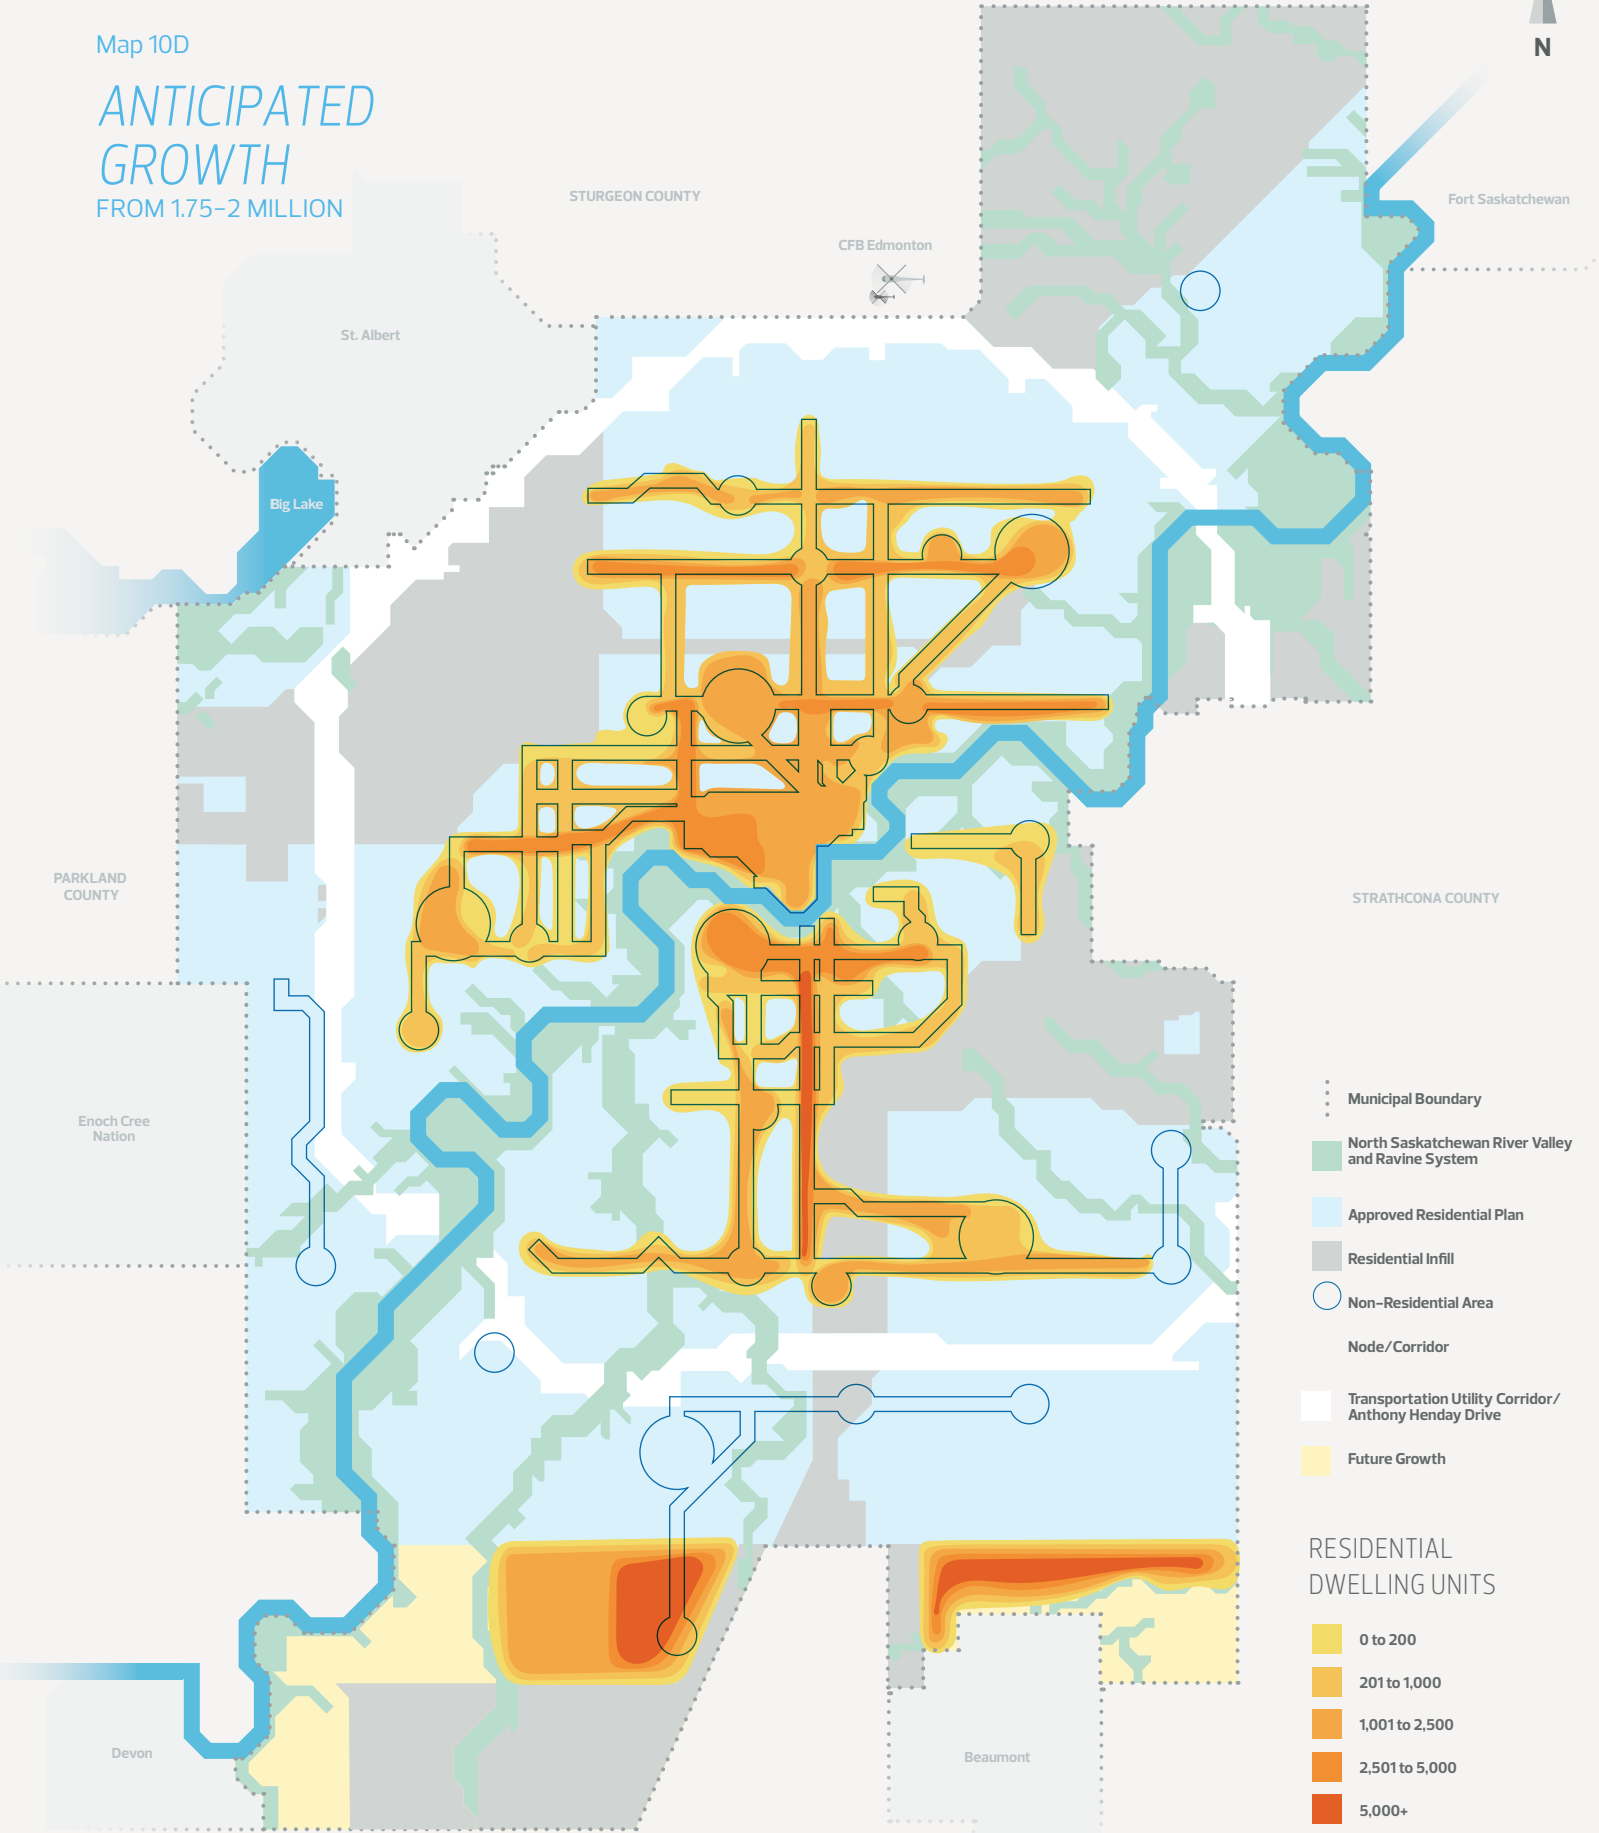 Map 10D
ANTICIPATED
GROWTH
FROM 1.75–2 MILLION
N
STURGEON COUNTY
Fort Saskatchewan
CFB Edmonton
St. Albert
Big Lake
PARKLAND
COUNTY
STRATHCONA COUNTY
Enoch Cree
Nation
Devon
Beaumont
Municipal Boundary
North Saskatchewan River Valley
and Ravine System
Approved Residential Plan
Residential Infill
Non-Residential Area
Node/Corridor
Transportation Utility Corridor/
Anthony Henday Drive
Future Growth
RESIDENTIAL
DWELLING UNITS
0 to 200
201 to 1,000
1,001 to 2,500
2,501 to 5,000
5,000+